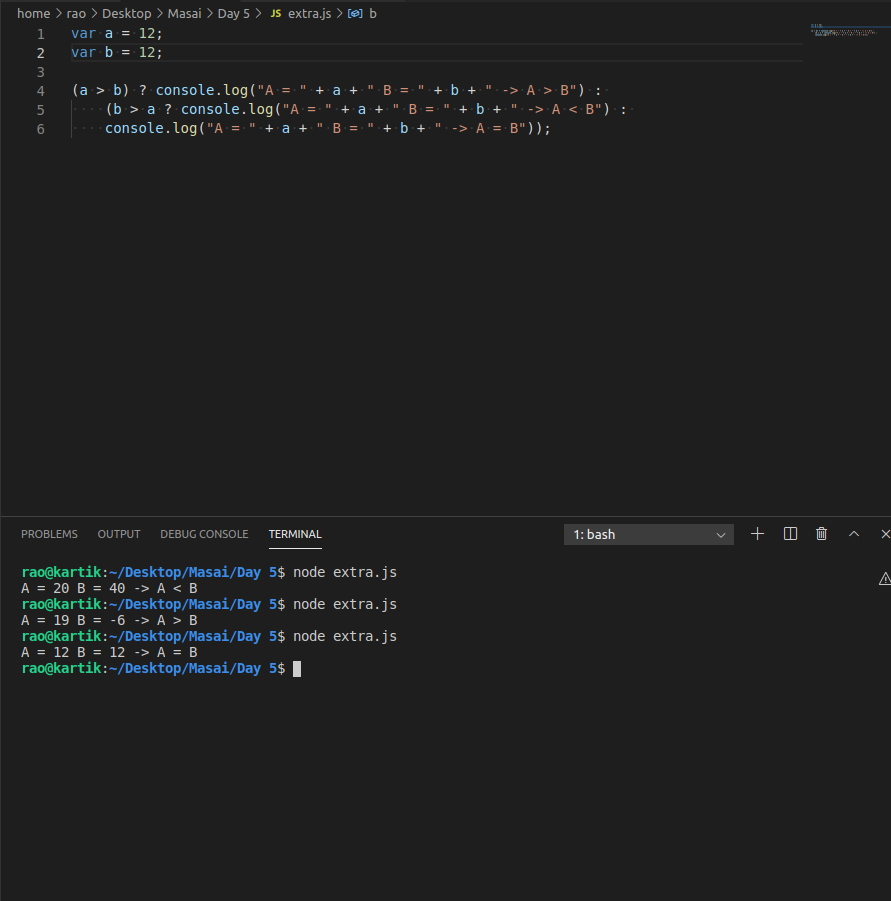 home > rao > Desktop > Masai > Day 5 > JS extra.js > b
1 var a = 12;
2 var b = 12;
3
4 (a > b) ? console.log("A = " + a + " B = " + b + " -> A > B") :
5     (b > a ? console.log("A = " + a + " B = " + b + " -> A < B") :
6     console.log("A = " + a + " B = " + b + " -> A = B"));
PROBLEMS OUTPUT DEBUG CONSOLE TERMINAL 1: bash
rao@kartik:~/Desktop/Masai/Day 5$ node extra.js
A = 20 B = 40 -> A < B
rao@kartik:~/Desktop/Masai/Day 5$ node extra.js
A = 19 B = -6 -> A > B
rao@kartik:~/Desktop/Masai/Day 5$ node extra.js
A = 12 B = 12 -> A = B
rao@kartik:~/Desktop/Masai/Day 5$